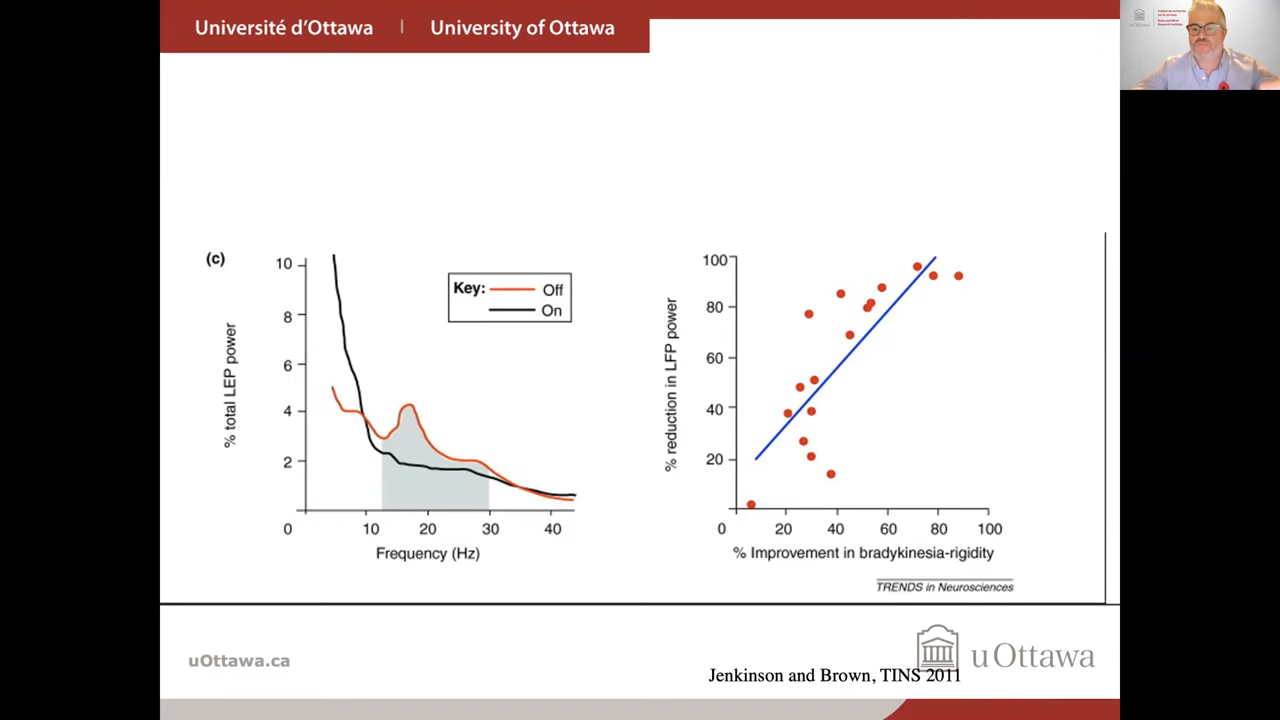 Université d'Ottawa | University of Ottawa
uOttawa
(c)
% total LEP power
10
8
6
4
2
0
10
20
30
40
Frequency (Hz)
Key:
Off
On
% reduction in LFP power
100
80
60
40
20
0
20
40
60
80
100
% Improvement in bradykinesia-rigidity
TRENDS in Neurosciences
uOttawa.ca
uOttawa
Jenkinson and Brown, TINS 2011